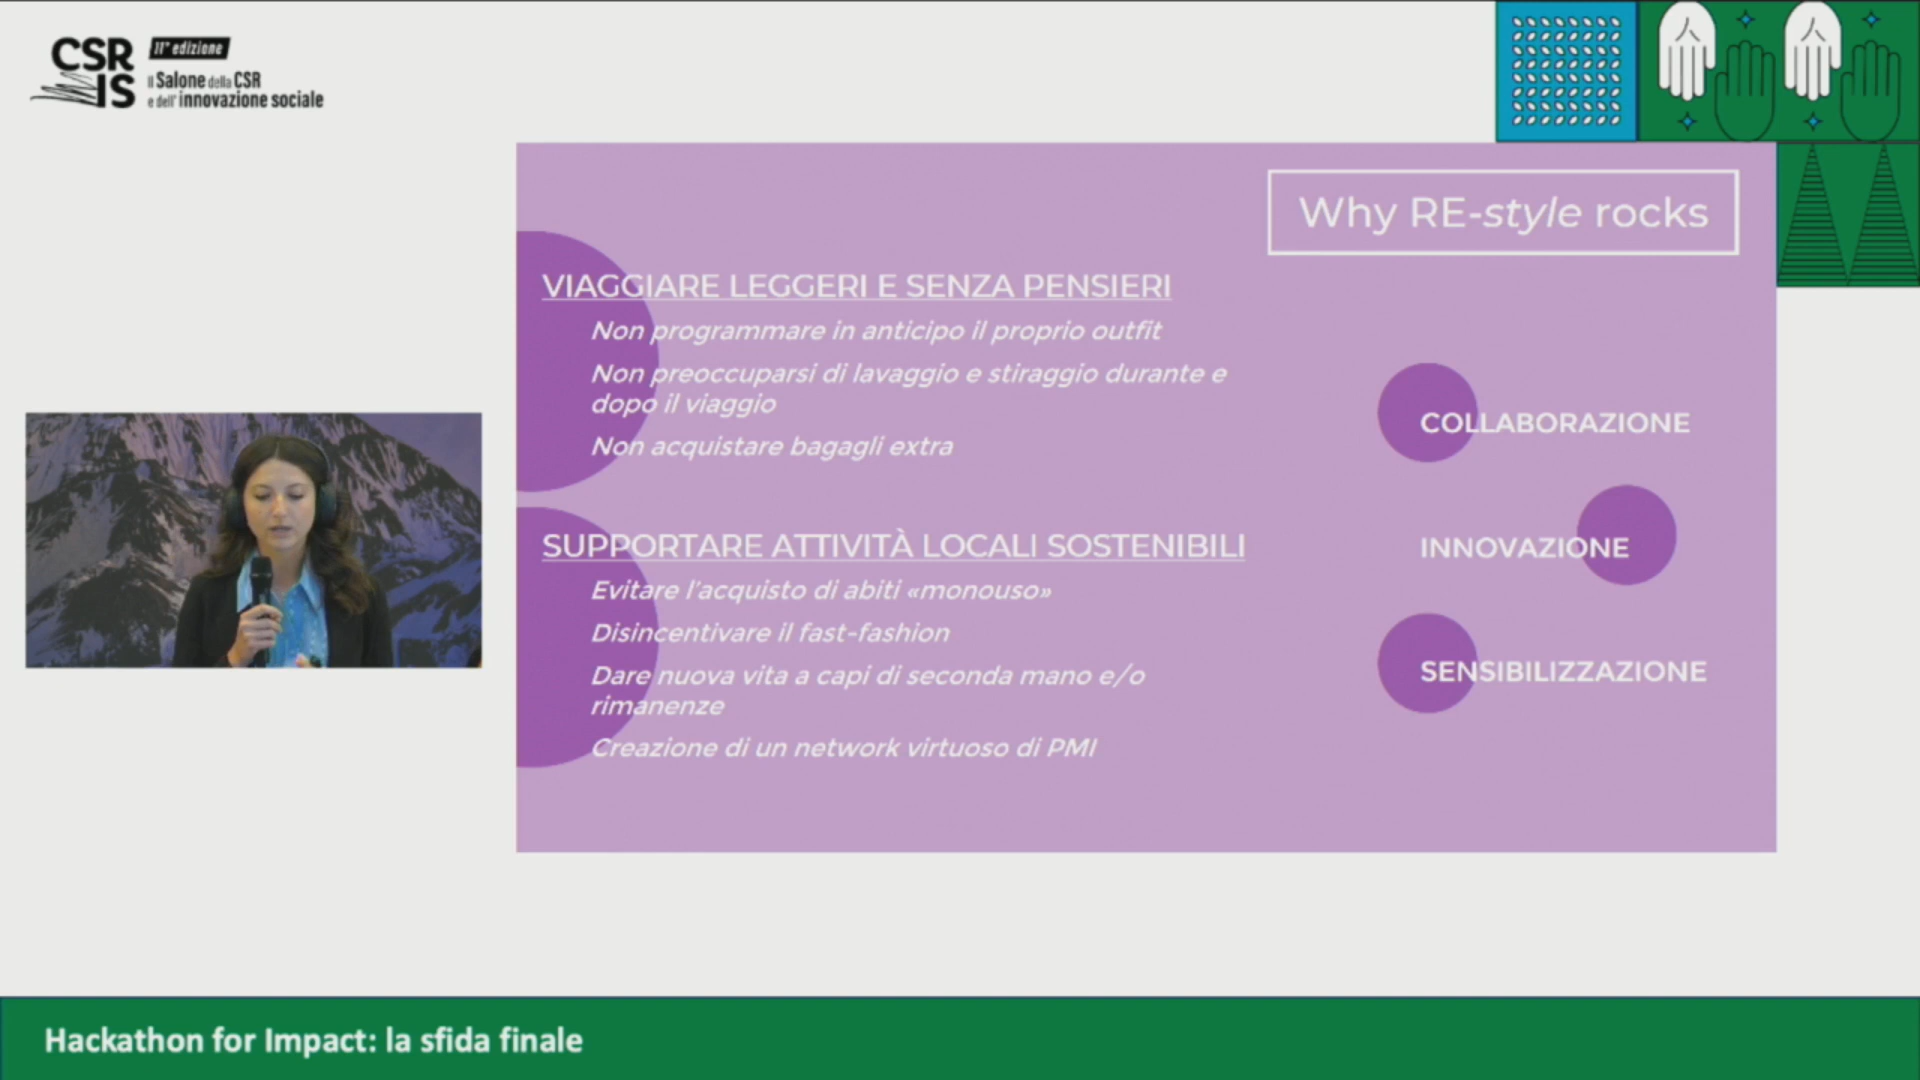 CSR
IS
11ª edizione
Il Salone della CSR
e dell'innovazione sociale
Why RE-style rocks
VIAGGIARE LEGGERI E SENZA PENSIERI
Non programmare in anticipo il proprio outfit
Non preoccuparsi di lavaggio e stiraggio durante e
dopo il viaggio
Non acquistare bagagli extra
SUPPORTARE ATTIVITÀ LOCALI SOSTENIBILI
Evitare l'acquisto di abiti «monouso»
Disincentivare il fast-fashion
Dare nuova vita a capi di seconda mano e/o
rimanenze
Creazione di un network virtuoso di PMI
COLLABORAZIONE
INNOVAZIONE
SENSIBILIZZAZIONE
Hackathon for Impact: la sfida finale